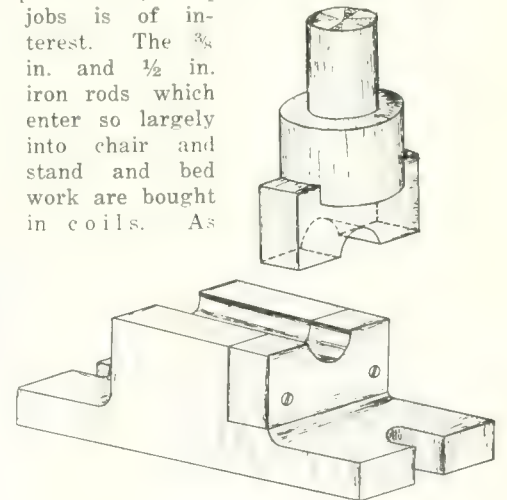 jobs is of in-
terest. The ⅜
in. and ½ in.
iron rods which
enter so largely
into chair and
stand and bed
work are bought
in coils. As